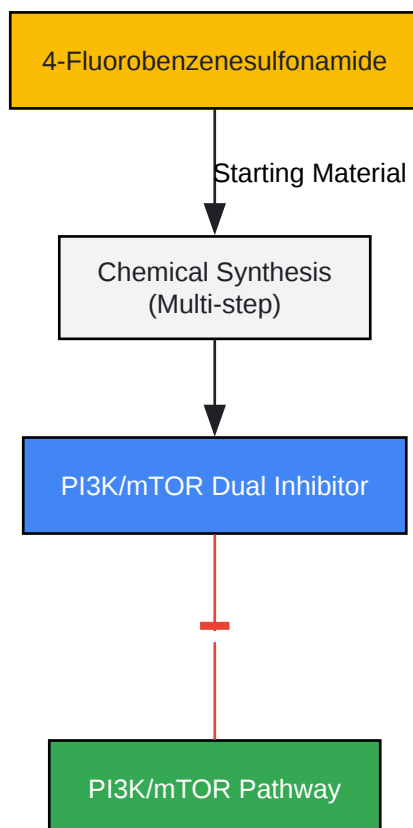 4-Fluorobenzenesulfonamide
Starting Material
Chemical Synthesis
(Multi-step)
PI3K/mTOR Dual Inhibitor
PI3K/mTOR Pathway